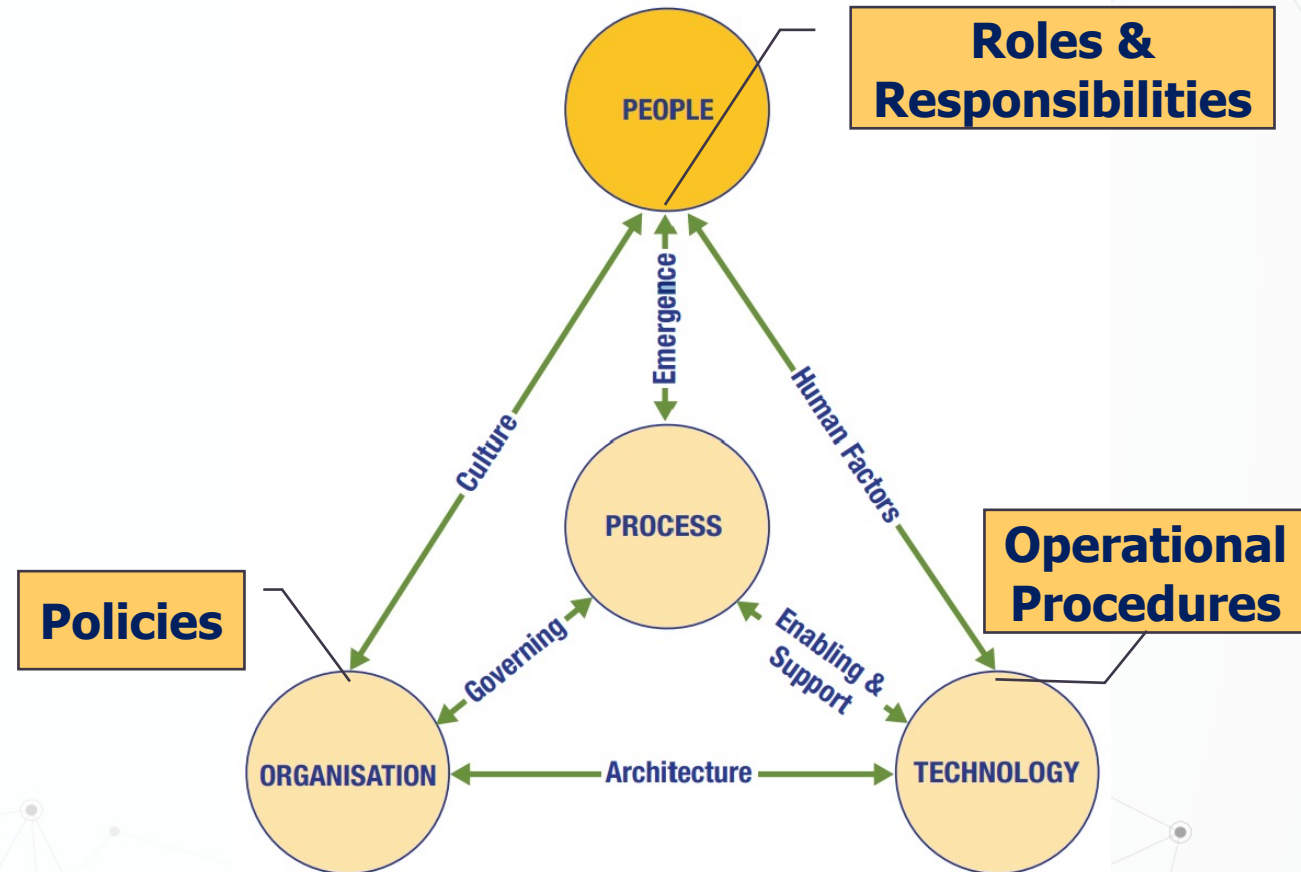 Roles &
Responsibilities
PEOPLE
Emergence
Culture
Human Factors
PROCESS
Operational
Procedures
Policies
Governing
Enabling &
Support
ORGANISATION
Architecture
TECHNOLOGY